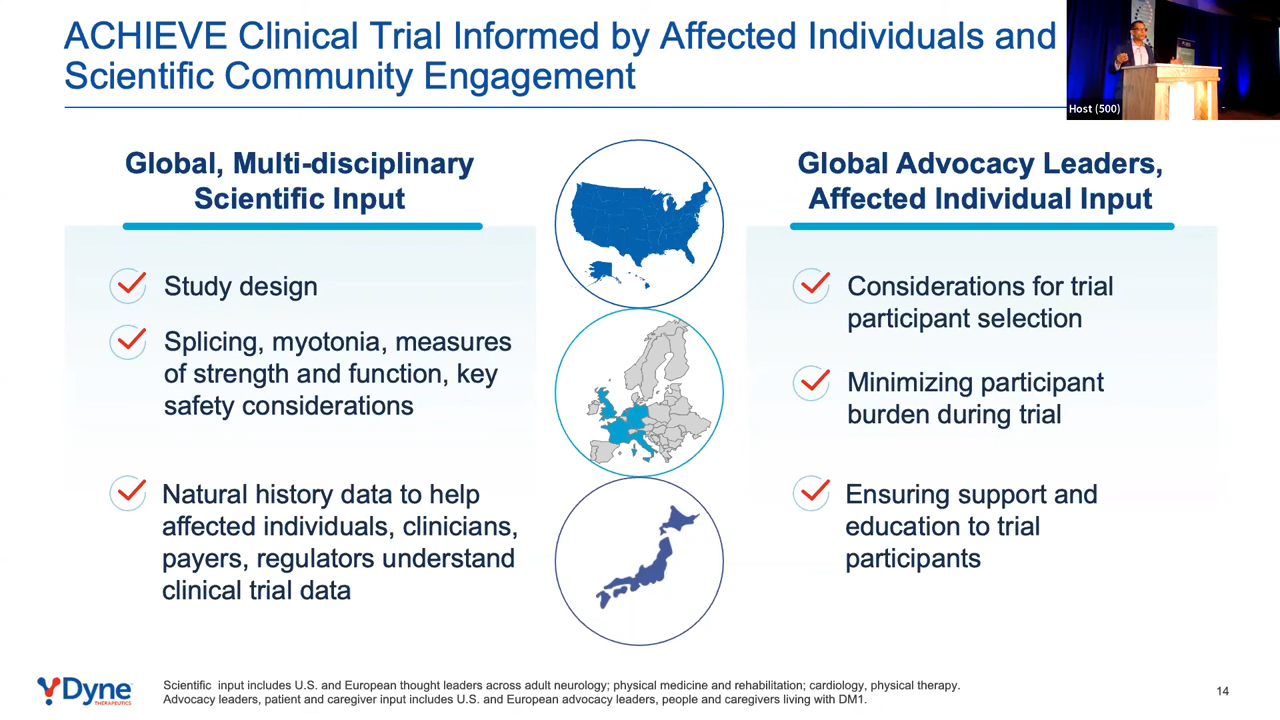 ACHIEVE Clinical Trial Informed by Affected Individuals and
Scientific Community Engagement
Host (500)
Global, Multi-disciplinary
Scientific Input
Study design
Splicing, myotonia, measures
of strength and function, key
safety considerations
Natural history data to help
affected individuals, clinicians,
payers, regulators understand
clinical trial data
Global Advocacy Leaders,
Affected Individual Input
Considerations for trial
participant selection
Minimizing participant
burden during trial
Ensuring support and
education to trial
participants
Dyne
THERAPEUTICS
Scientific input includes U.S. and European thought leaders across adult neurology; physical medicine and rehabilitation; cardiology, physical therapy.
Advocacy leaders, patient and caregiver input includes U.S. and European advocacy leaders, people and caregivers living with DM1.
14